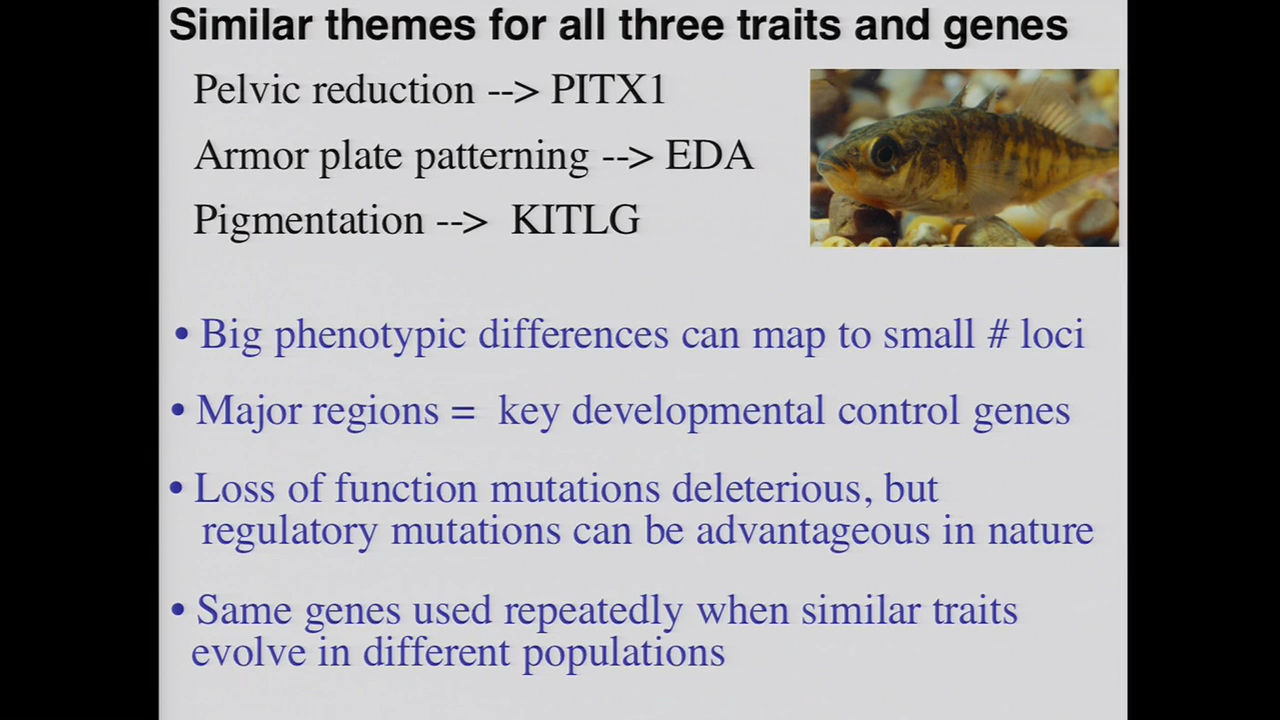 Similar themes for all three traits and genes
Pelvic reduction --> PITX1
Armor plate patterning --> EDA
Pigmentation --> KITLG
• Big phenotypic differences can map to small # loci
• Major regions = key developmental control genes
• Loss of function mutations deleterious, but
regulatory mutations can be advantageous in nature
• Same genes used repeatedly when similar traits
evolve in different populations